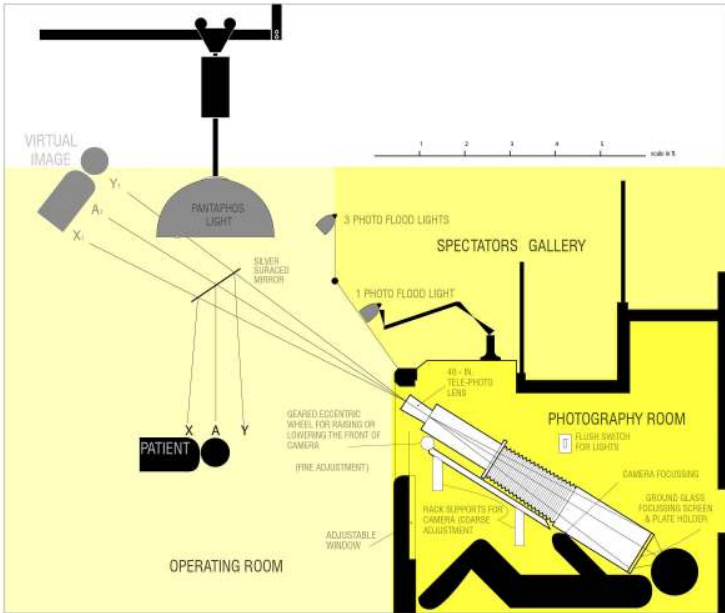 VIRTUAL
IMAGE
Y₁
A₂
X₁
PANTAPHOS
LIGHT
1
2
3
4
5
scale in ft.
3 PHOTO FLOOD LIGHTS
SPECTATORS GALLERY
SILVER
SURACED
MIRROR
1 PHOTO FLOOD LIGHT
40 - IN.
TELE-PHOTO
LENS
X
A
Y
PATIENT
GEARED ECCENTRIC
WHEEL FOR RAISING OR
LOWERING THE FRONT OF
CAMERA
(FINE ADJUSTMENT)
PHOTOGRAPHY ROOM
FLUSH SWITCH
FOR LIGHTS
CAMERA FOCUSSING
GROUND GLASS
FOCUSSING SCREEN
& PLATE HOLDER
RACK SUPPORTS FOR
CAMERA (COARSE
ADJUSTMENT
ADJUSTABLE
WINDOW
OPERATING ROOM